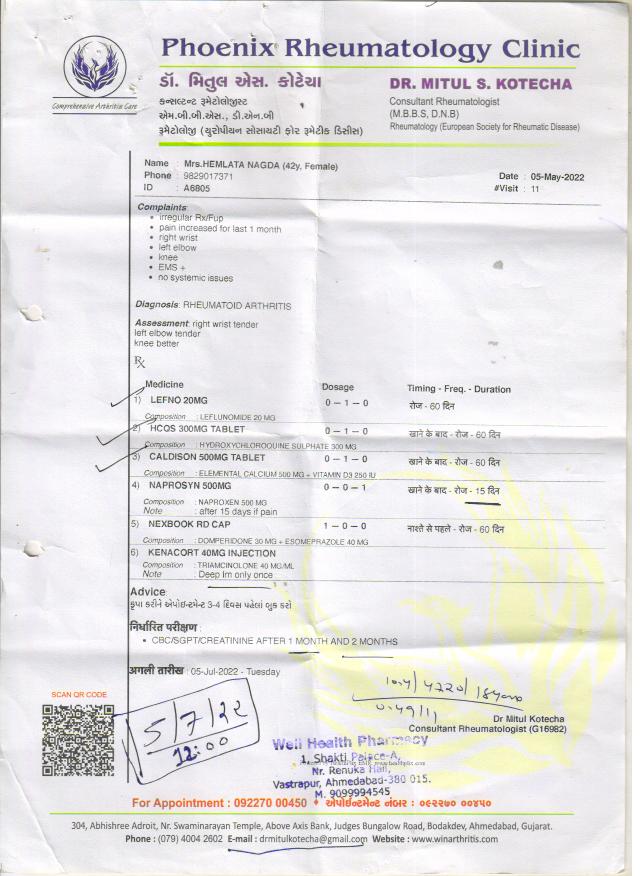 Phoenix Rheumatology Clinic
Comprehensive Arthritis Care
ડૉ. મિતુલ એસ. કોટેચા
કન્સલ્ટન્ટ રૂમેટોલૉજીસ્ટ
એમ.બી.બી.એસ., ડી.એન.બી
રૂમેટોલૉજી (યુરોપીયન સોસાયટી ફોર રૂમેટીક ડિસીસ)
DR. MITUL S. KOTECHA
Consultant Rheumatologist
(M.B.B.S, D.N.B)
Rheumatology (European Society for Rheumatic Disease)
Name : Mrs.HEMLATA NAGDA (42y, Female)
Phone : 9829017371
ID : A6805
Date : 05-May-2022
#Visit : 11
Complaints:
• irregular Rx/Fup
• pain increased for last 1 month
• right wrist
• left elbow
• knee
• EMS +
• no systemic issues
Diagnosis: RHEUMATOID ARTHRITIS
Assessment: right wrist tender
left elbow tender
knee better
Rx
Medicine Dosage Timing - Freq. - Duration
1) LEFNO 20MG 0 – 1 – 0 रोज - 60 दिन
Composition : LEFLUNOMIDE 20 MG
2) HCOS 300MG TABLET 0 – 1 – 0 खाने के बाद - रोज - 60 दिन
Composition : HYDROXYCHLOROQUINE SULPHATE 300 MG
3) CALDISON 500MG TABLET 0 – 1 – 0 खाने के बाद - रोज - 60 दिन
Composition : ELEMENTAL CALCIUM 500 MG + VITAMIN D3 250 IU
4) NAPROSYN 500MG 0 – 0 – 1 खाने के बाद - रोज - 15 दिन
Composition : NAPROXEN 500 MG
Note : after 15 days if pain
5) NEXBOOK RD CAP 1 – 0 – 0 नाश्ते से पहले - रोज - 60 दिन
Composition : DOMPERIDONE 30 MG + ESOMEPRAZOLE 40 MG
6) KENACORT 40MG INJECTION
Composition : TRIAMCINOLONE 40 MG/ML
Note : Deep Im only once
Advice:
કૃપા કરીને એપોઇન્ટમેન્ટ 3-4 દિવસ પહેલાં બુક કરો
निर्धारित परीक्षण :
• CBC/SGPT/CREATININE AFTER 1 MONTH AND 2 MONTHS
अगली तारीख : 05-Jul-2022 - Tuesday
SCAN QR CODE
5/7/22
12:00
10.4/4220/184000
0.49/11
Dr Mitul Kotecha
Consultant Rheumatologist (G16982)
Well Health Pharmacy
1, Shakti Palace-A,
Nr. Renuka Hall,
Vastrapur, Ahmedabad-380 015.
M. 9099994545
For Appointment : 092270 00450 • એપોઇન્ટમેન્ટ નંબર : ૦૯૨૨૭૦ ૦૦૪૫૦
304, Abhishree Adroit, Nr. Swaminarayan Temple, Above Axis Bank, Judges Bungalow Road, Bodakdev, Ahmedabad, Gujarat.
Phone : (079) 4004 2602 E-mail : drmitulkotecha@gmail.com Website : www.winarthritis.com